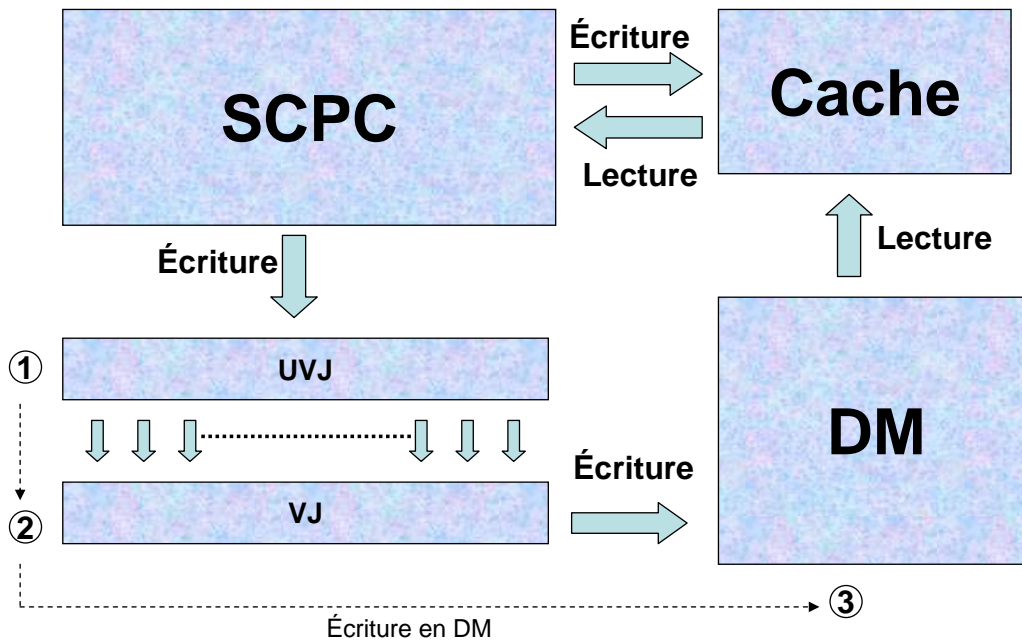 Écriture
SCPC
Cache
Lecture
Lecture
Écriture
1
UVJ
DM
Écriture
VJ
2
3
Écriture en DM